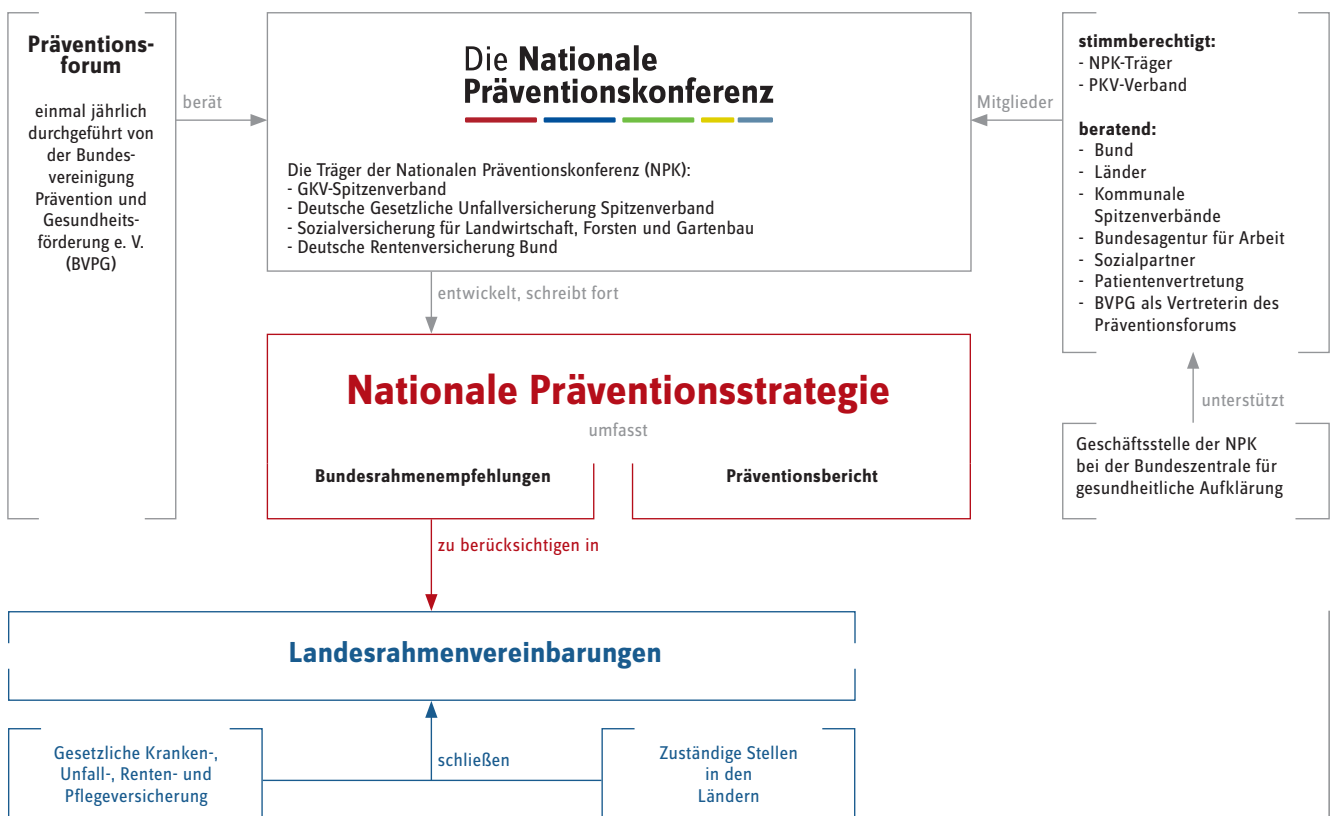 Präventions-
forum
einmal jährlich
durchgeführt von
der Bundes-
vereinigung
Prävention und
Gesundheits-
förderung e. V.
(BVPG)
berät
Die Nationale
Präventionskonferenz
Die Träger der Nationalen Präventionskonferenz (NPK):
- GKV-Spitzenverband
- Deutsche Gesetzliche Unfallversicherung Spitzenverband
- Sozialversicherung für Landwirtschaft, Forsten und Gartenbau
- Deutsche Rentenversicherung Bund
Mitglieder
stimmberechtigt:
- NPK-Träger
- PKV-Verband
beratend:
- Bund
- Länder
- Kommunale
Spitzenverbände
- Bundesagentur für Arbeit
- Sozialpartner
- Patientenvertretung
- BVPG als Vertreterin des
Präventionsforums
unterstützt
Geschäftsstelle der NPK
bei der Bundeszentrale für
gesundheitliche Aufklärung
entwickelt, schreibt fort
Nationale Präventionsstrategie
umfasst
Bundesrahmenempfehlungen
Präventionsbericht
zu berücksichtigen in
Landesrahmenvereinbarungen
Gesetzliche Kranken-,
Unfall-, Renten- und
Pflegeversicherung
schließen
Zuständige Stellen
in den
Ländern